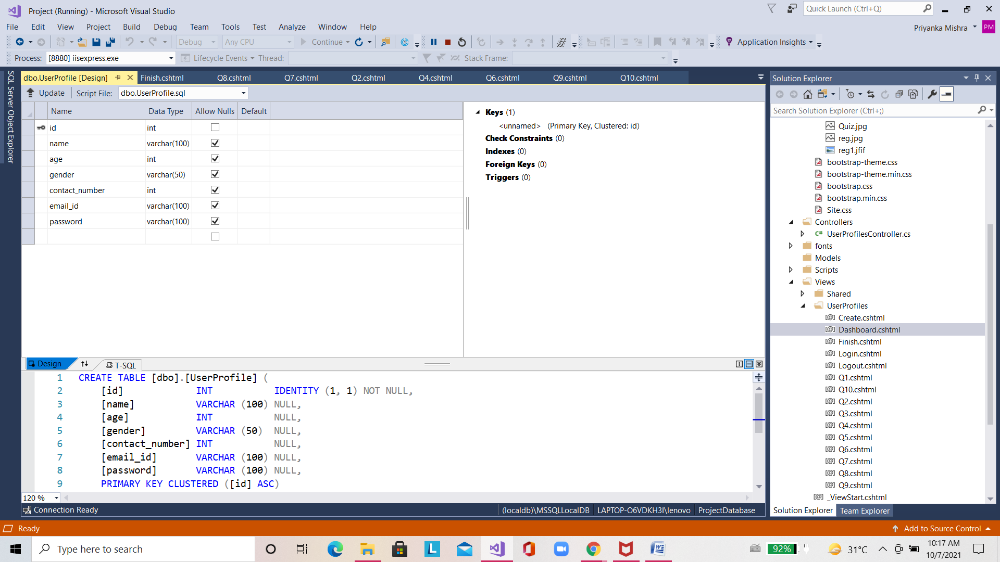 Project (Running) - Microsoft Visual Studio
Quick Launch (Ctrl+Q)
File Edit View Project Build Debug Team Tools Test Analyze Window Help
Priyanka Mishra PM
Debug Any CPU Continue Application Insights
Process: [8880] iisexpress.exe Lifecycle Events Thread: Stack Frame:
SQL Server Object Explorer
dbo.UserProfile [Design] Finish.cshtml Q8.cshtml Q7.cshtml Q2.cshtml Q4.cshtml Q6.cshtml Q9.cshtml Q10.cshtml
Update Script File: dbo.UserProfile.sql
Name Data Type Allow Nulls Default
id int
name varchar(100)
age int
gender varchar(50)
contact_number int
email_id varchar(100)
password varchar(100)
Keys (1)
<unnamed> (Primary Key, Clustered: id)
Check Constraints (0)
Indexes (0)
Foreign Keys (0)
Triggers (0)
Design T-SQL
1 CREATE TABLE [dbo].[UserProfile] (
2 [id] INT IDENTITY (1, 1) NOT NULL,
3 [name] VARCHAR (100) NULL,
4 [age] INT NULL,
5 [gender] VARCHAR (50) NULL,
6 [contact_number] INT NULL,
7 [email_id] VARCHAR (100) NULL,
8 [password] VARCHAR (100) NULL,
9 PRIMARY KEY CLUSTERED ([id] ASC)
120 %
Connection Ready (localdb)\MSSQLLocalDB LAPTOP-O6VDKH3I\lenovo ProjectDatabase
Solution Explorer
Search Solution Explorer (Ctrl+;)
Quiz.jpg
reg.jpg
reg1.jfif
bootstrap-theme.css
bootstrap-theme.min.css
bootstrap.css
bootstrap.min.css
Site.css
Controllers
C# UserProfilesController.cs
fonts
Models
Scripts
Views
Shared
UserProfiles
[@] Create.cshtml
[@] Dashboard.cshtml
[@] Finish.cshtml
[@] Login.cshtml
[@] Logout.cshtml
[@] Q1.cshtml
[@] Q10.cshtml
[@] Q2.cshtml
[@] Q3.cshtml
[@] Q4.cshtml
[@] Q5.cshtml
[@] Q6.cshtml
[@] Q7.cshtml
[@] Q8.cshtml
[@] Q9.cshtml
[@] _ViewStart.cshtml
Solution Explorer Team Explorer
Ready Add to Source Control
Type here to search
L
92%
31°C
10:17 AM
10/7/2021